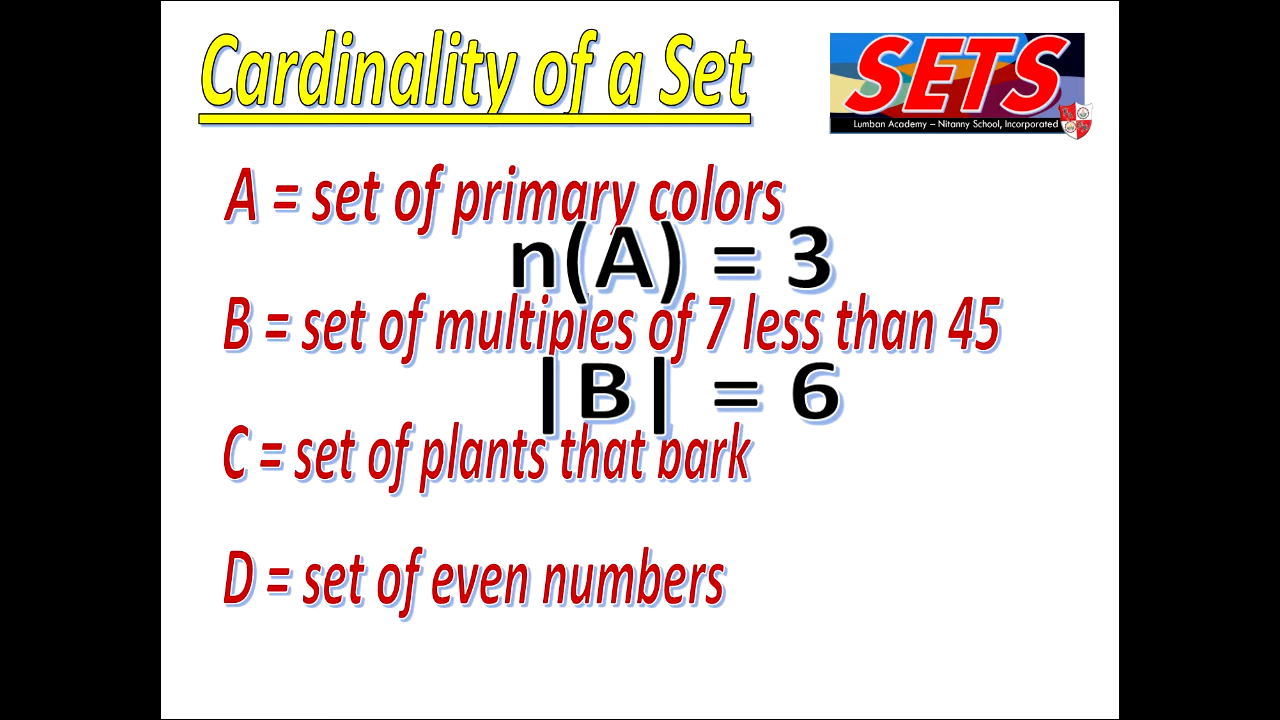 Cardinality of a Set
SETS
Lumban Academy – Nitanny School, Incorporated
A = set of primary colors
n(A) = 3
B = set of multiples of 7 less than 45
|B| = 6
C = set of plants that bark
D = set of even numbers